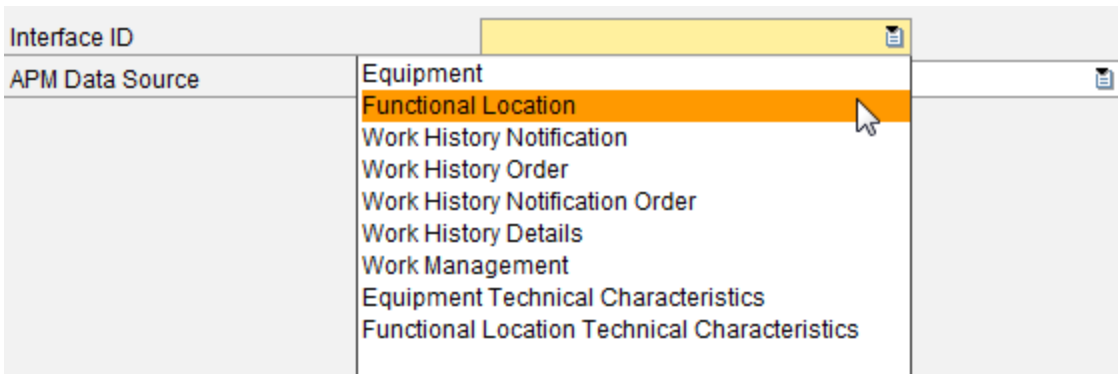 Interface ID
APM Data Source
Equipment
Functional Location
Work History Notification
Work History Order
Work History Notification Order
Work History Details
Work Management
Equipment Technical Characteristics
Functional Location Technical Characteristics